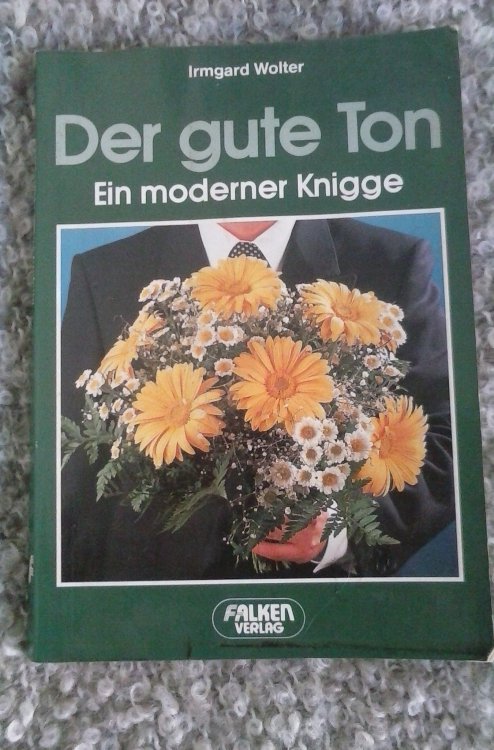 Irmgard Wolter
Der gute Ton
Ein moderner Knigge
FALKEN
VERLAG